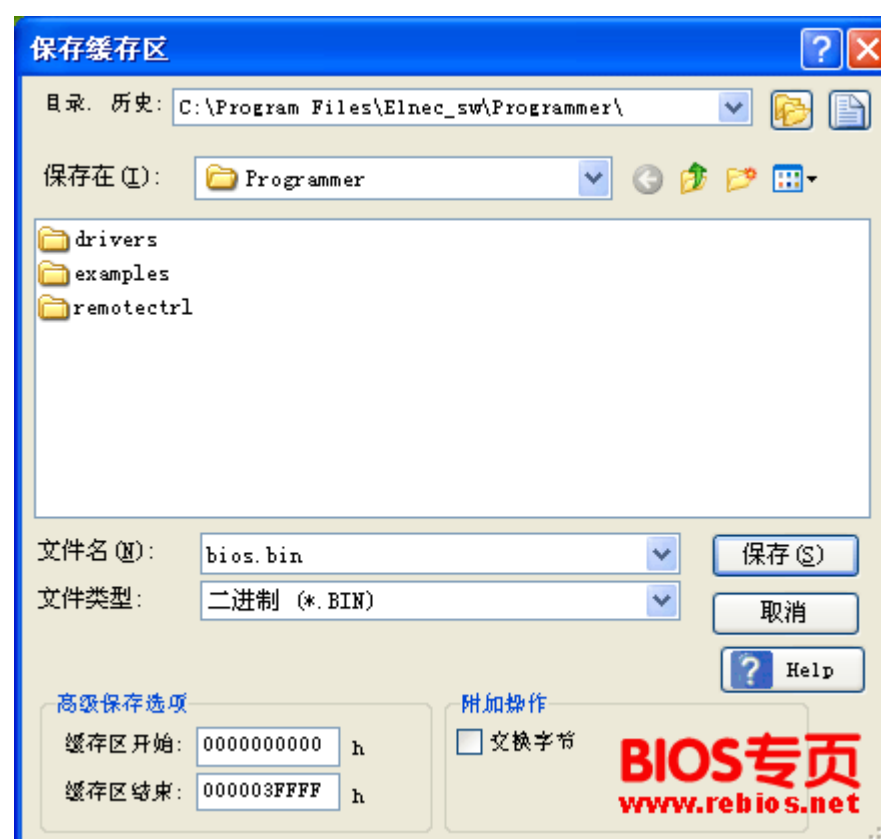 保存缓存区
目录. 历史: C:\Program Files\Elnec_sw\Programmer\
保存在(I): Programmer
drivers
examples
remotectrl
文件名(N): bios.bin 保存(S)
文件类型: 二进制 (*.BIN) 取消
? Help
高级保存选项 附加操作
缓存区开始: 0000000000 h 交换字节
缓存区结束: 000003FFFF h
BIOS专页
www.rebios.net